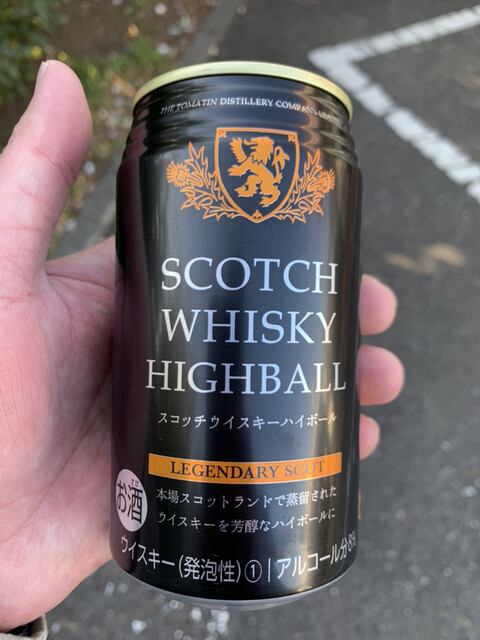 THE TOMATIN DISTILLERY COMPANY
SCOTCH
WHISKY
HIGHBALL
スコッチウイスキーハイボール
LEGENDARY SCOT
本場スコットランドで蒸留された
ウイスキーを芳醇なハイボールに
お酒
ウイスキー(発泡性)①|アルコール分8%